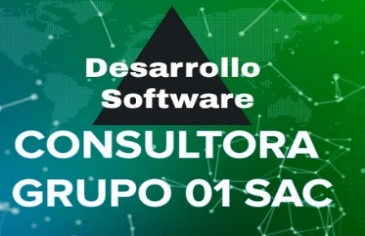 Desarrollo
Software
CONSULTORA
GRUPO 01 SAC